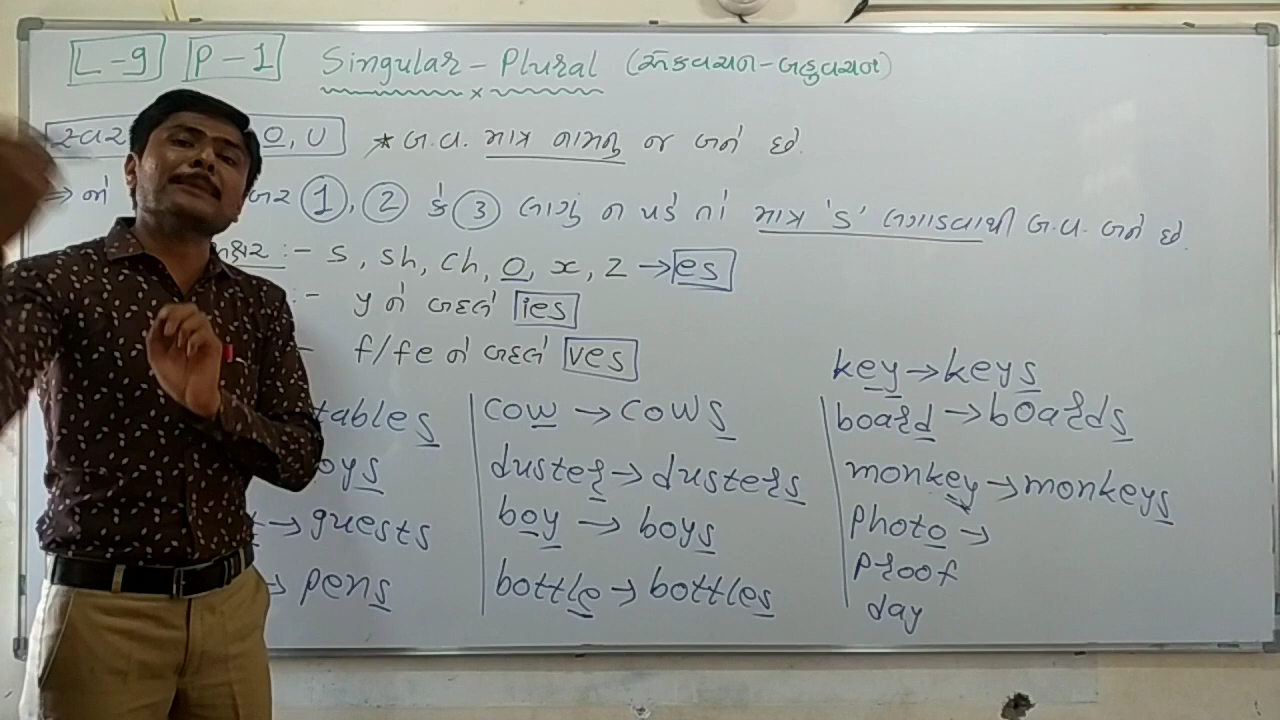 L-9 P-1 Singular-Plural (એકવચન-બહુવચન)
સ્વર O, U ★ બ.વ. માત્ર નામનું જ બને છે.
⇒ જો 1, 2 કે 3 લાગુ ન પડે તો માત્ર 'S' લગાડવાથી બ.વ. બને છે.
:- s, sh, ch, o, x, z → es
:- y ને બદલે ies
- f/fe ને બદલે ves
tables
oys
t → guests
→ pens
cow → cows
duster → dusters
boy → boys
bottle → bottles
key → keys
board → boards
monkey → monkeys
Photo →
Proof
day